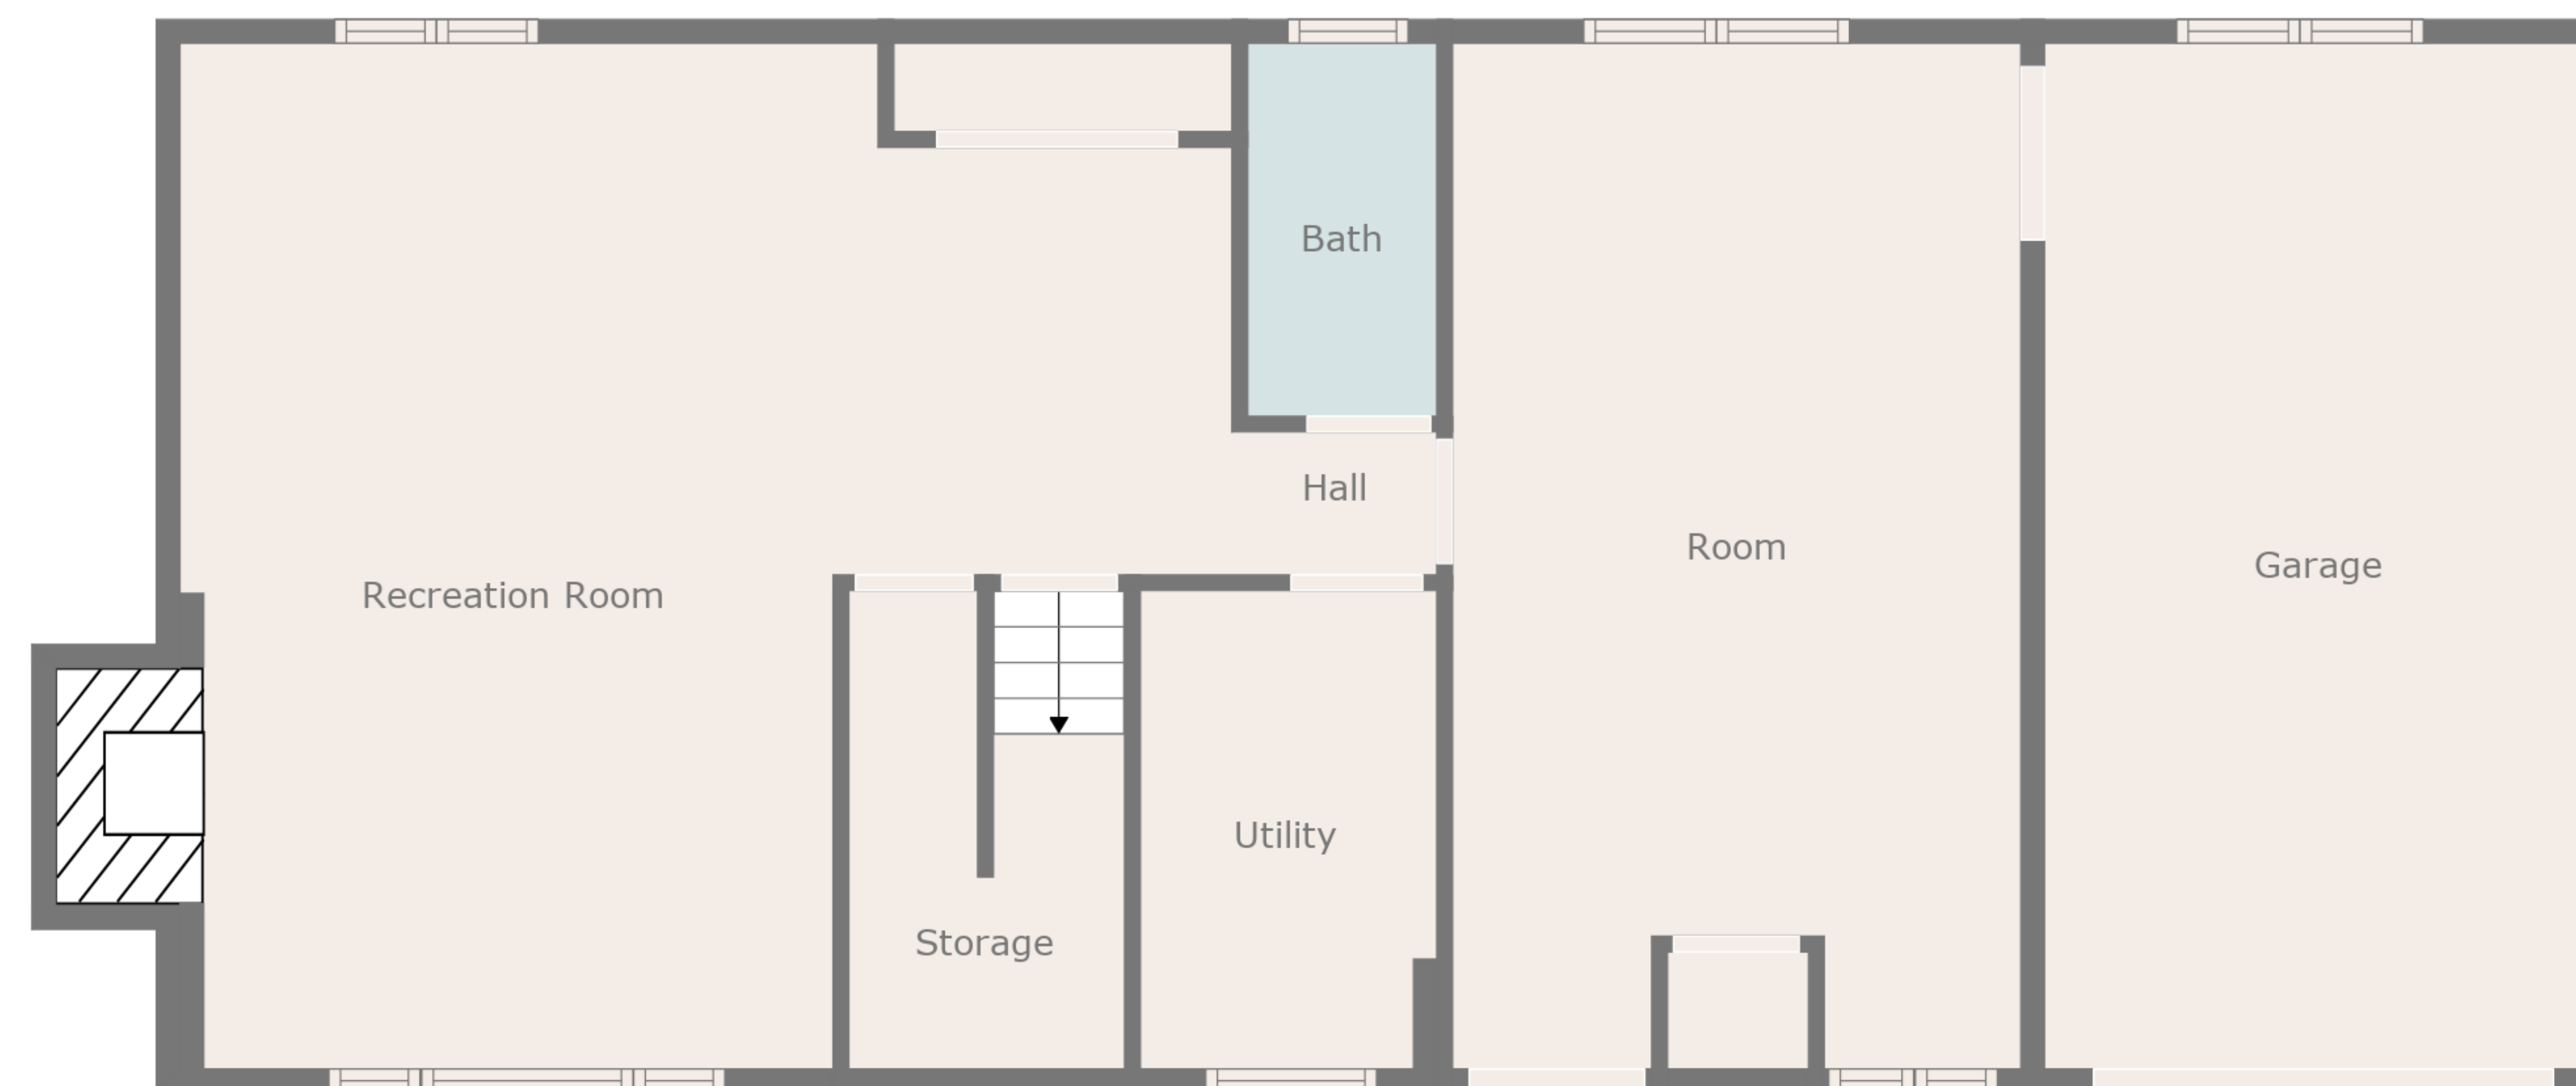 Bath
Hall
Room
Garage
Recreation Room
Utility
Storage